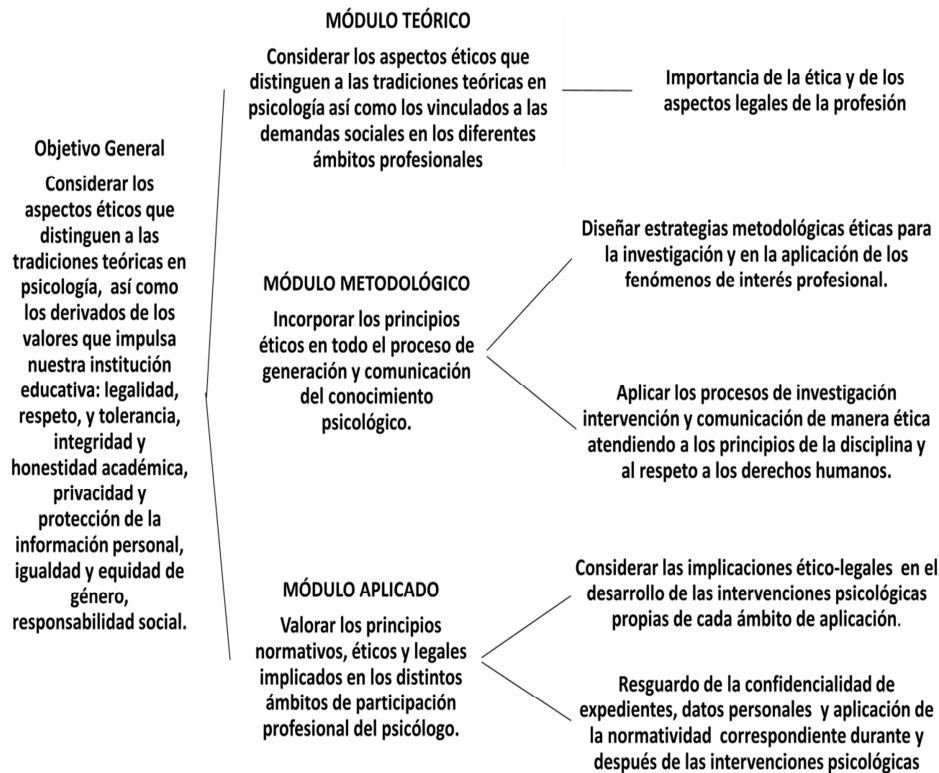 Objetivo General
Considerar los
aspectos éticos que
distinguen a las
tradiciones teóricas en
psicología, así como
los derivados de los
valores que impulsa
nuestra institución
educativa: legalidad,
respeto, y tolerancia,
integridad y
honestidad académica,
privacidad y
protección de la
información personal,
igualdad y equidad de
género,
responsabilidad social.
MÓDULO TEÓRICO
Considerar los aspectos éticos que
distinguen a las tradiciones teóricas en
psicología así como los vinculados a las
demandas sociales en los diferentes
ámbitos profesionales
Importancia de la ética y de los
aspectos legales de la profesión
MÓDULO METODOLÓGICO
Incorporar los principios
éticos en todo el proceso de
generación y comunicación
del conocimiento
psicológico.
Diseñar estrategias metodológicas éticas para
la investigación y en la aplicación de los
fenómenos de interés profesional.
Aplicar los procesos de investigación
intervención y comunicación de manera ética
atendiendo a los principios de la disciplina y
al respeto a los derechos humanos.
MÓDULO APLICADO
Valorar los principios
normativos, éticos y legales
implicados en los distintos
ámbitos de participación
profesional del psicólogo.
Considerar las implicaciones ético-legales en el
desarrollo de las intervenciones psicológicas
propias de cada ámbito de aplicación.
Resguardo de la confidencialidad de
expedientes, datos personales y aplicación de
la normatividad correspondiente durante y
después de las intervenciones psicológicas